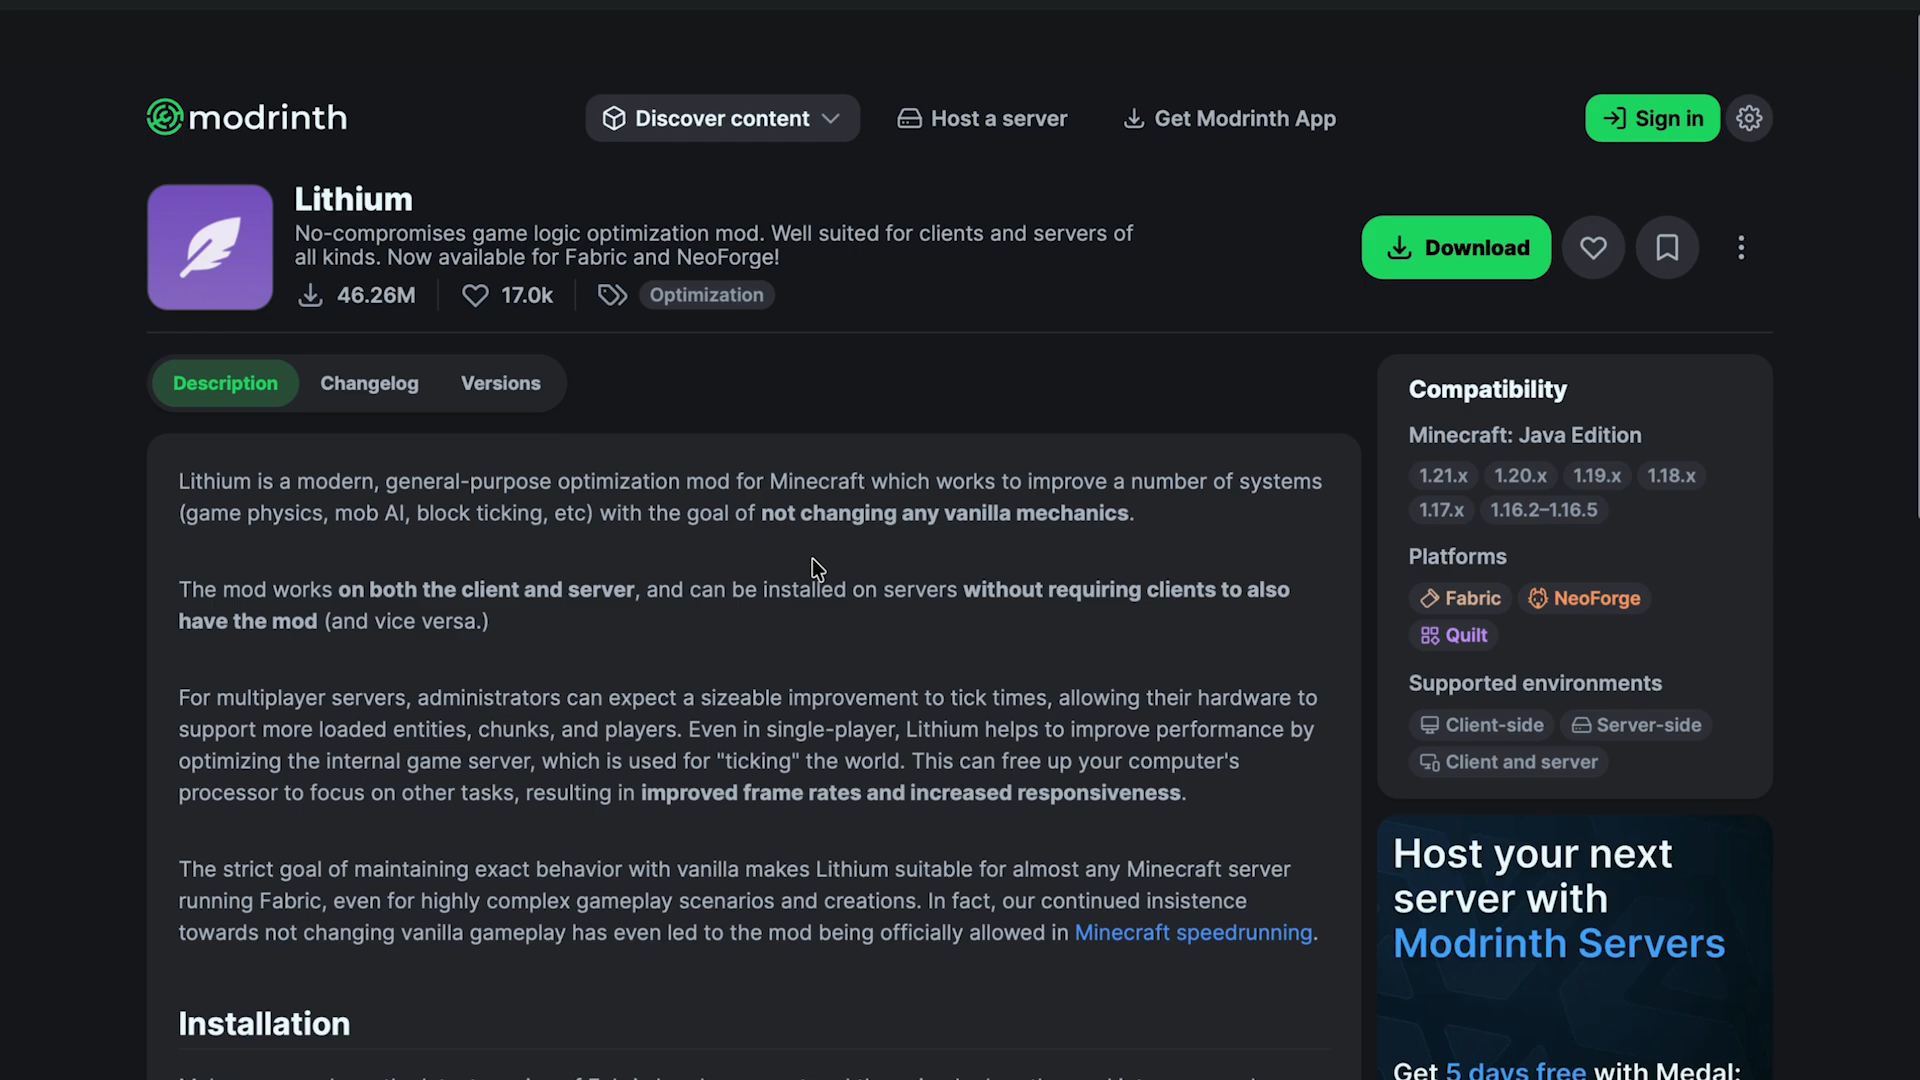 modrinth
Discover content
Host a server
Get Modrinth App
Sign in
Lithium
No-compromises game logic optimization mod. Well suited for clients and servers of
all kinds. Now available for Fabric and NeoForge!
46.26M
17.0k
Optimization
Download
Description
Changelog
Versions
Lithium is a modern, general-purpose optimization mod for Minecraft which works to improve a number of systems
(game physics, mob AI, block ticking, etc) with the goal of not changing any vanilla mechanics.
The mod works on both the client and server, and can be installed on servers without requiring clients to also
have the mod (and vice versa.)
For multiplayer servers, administrators can expect a sizeable improvement to tick times, allowing their hardware to
support more loaded entities, chunks, and players. Even in single-player, Lithium helps to improve performance by
optimizing the internal game server, which is used for "ticking" the world. This can free up your computer's
processor to focus on other tasks, resulting in improved frame rates and increased responsiveness.
The strict goal of maintaining exact behavior with vanilla makes Lithium suitable for almost any Minecraft server
running Fabric, even for highly complex gameplay scenarios and creations. In fact, our continued insistence
towards not changing vanilla gameplay has even led to the mod being officially allowed in Minecraft speedrunning.
Installation
Compatibility
Minecraft: Java Edition
1.21.x 1.20.x 1.19.x 1.18.x
1.17.x 1.16.2–1.16.5
Platforms
Fabric NeoForge
Quilt
Supported environments
Client-side Server-side
Client and server
Host your next
server with
Modrinth Servers
Get 5 days free with Medal: